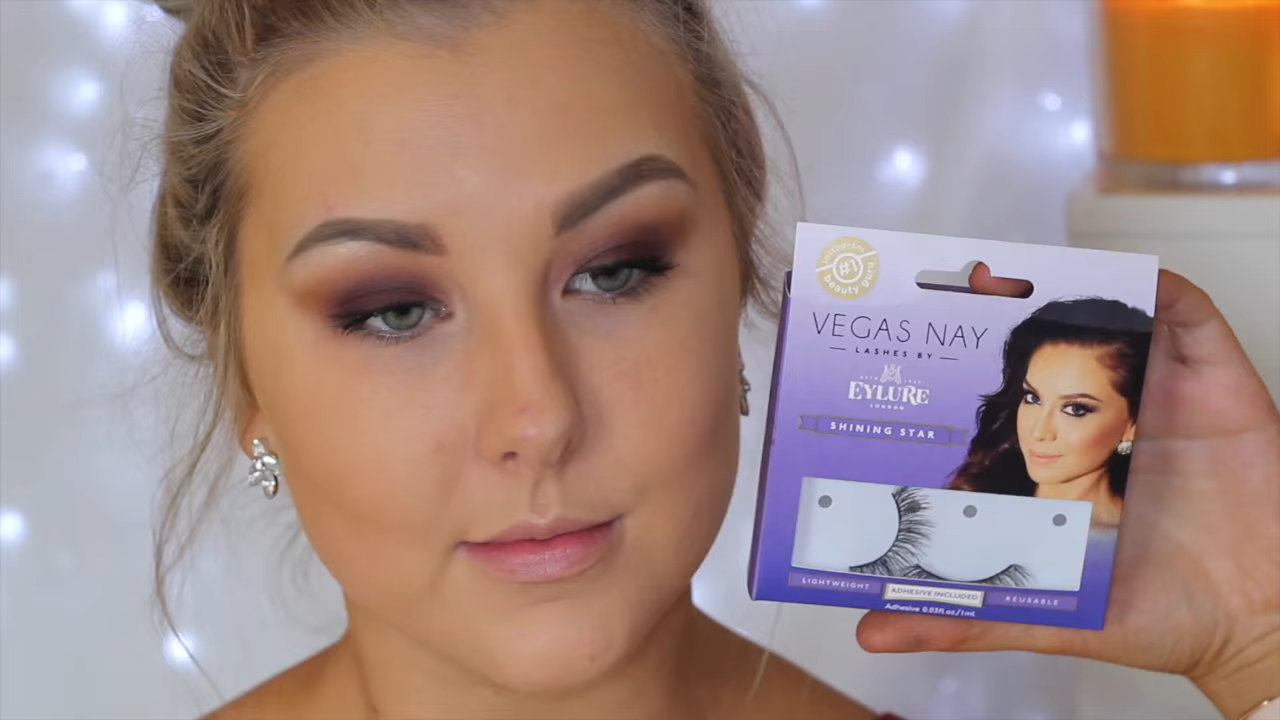 instagram
#1
beauty guru
VEGAS NAY
LASHES BY
EYLURE
LONDON
SHINING STAR
LIGHTWEIGHT
ADHESIVE INCLUDED
REUSABLE
Adhesive 0.03fl.oz/1ml